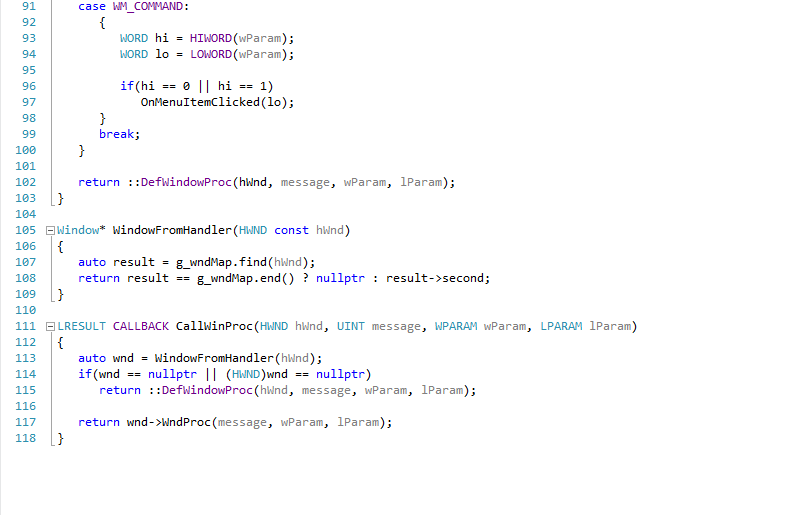 91 case WM_COMMAND:
92 {
93 WORD hi = HIWORD(wParam);
94 WORD lo = LOWORD(wParam);
95
96 if(hi == 0 || hi == 1)
97 OnMenuItemClicked(lo);
98 }
99 break;
100 }
101
102 return ::DefWindowProc(hWnd, message, wParam, lParam);
103 }
104
105 Window* WindowFromHandler(HWND const hWnd)
106 {
107 auto result = g_wndMap.find(hWnd);
108 return result == g_wndMap.end() ? nullptr : result->second;
109 }
110
111 LRESULT CALLBACK CallWinProc(HWND hWnd, UINT message, WPARAM wParam, LPARAM lParam)
112 {
113 auto wnd = WindowFromHandler(hWnd);
114 if(wnd == nullptr || (HWND)wnd == nullptr)
115 return ::DefWindowProc(hWnd, message, wParam, lParam);
116
117 return wnd->WndProc(message, wParam, lParam);
118 }